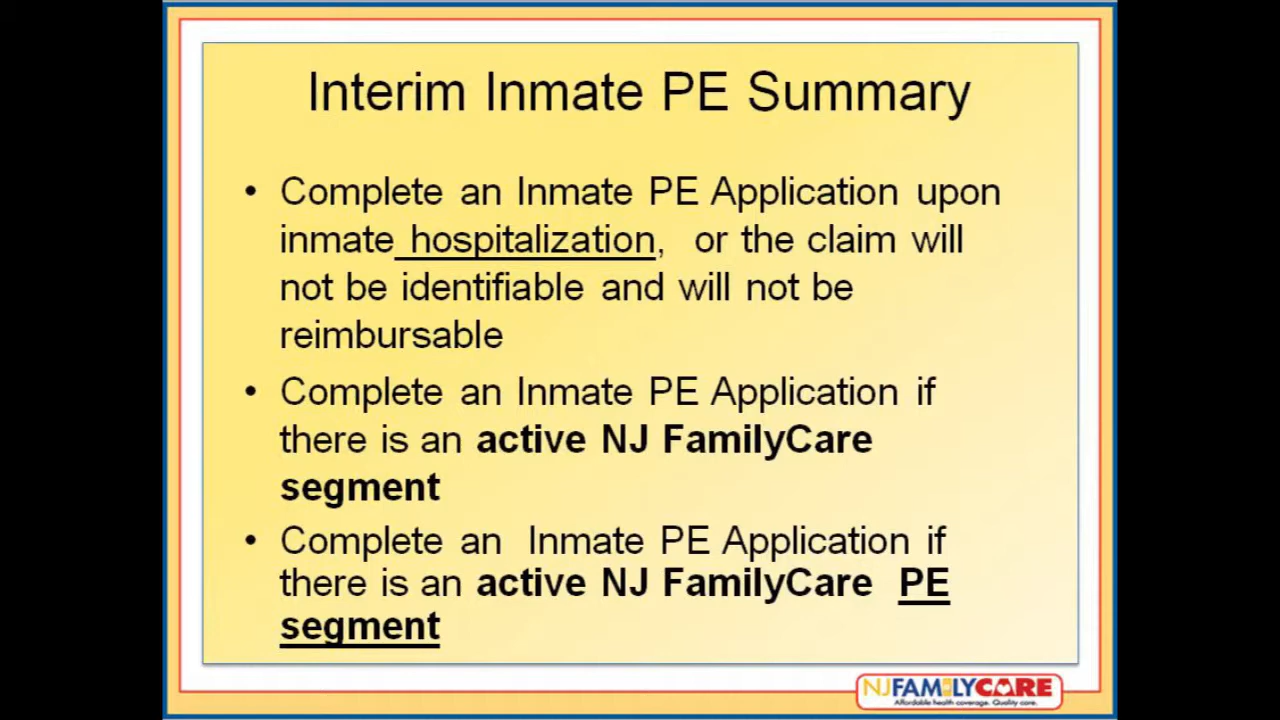 Interim Inmate PE Summary
• Complete an Inmate PE Application upon
inmate hospitalization, or the claim will
not be identifiable and will not be
reimbursable
• Complete an Inmate PE Application if
there is an active NJ FamilyCare
segment
• Complete an Inmate PE Application if
there is an active NJ FamilyCare PE
segment
NJFAMILYCARE
Affordable health coverage. Quality care.